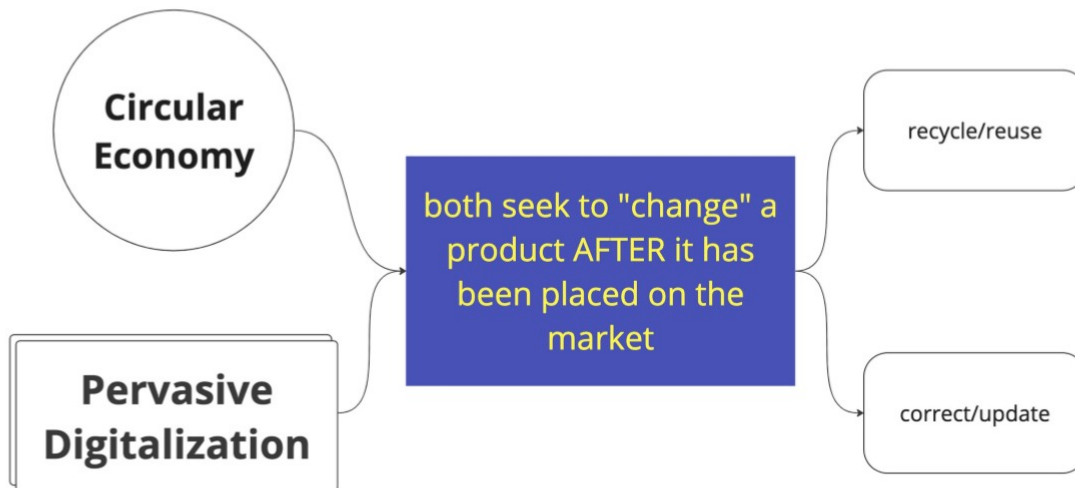 Circular
Economy
both seek to "change" a
product AFTER it has
been placed on the
market
recycle/reuse
Pervasive
Digitalization
correct/update